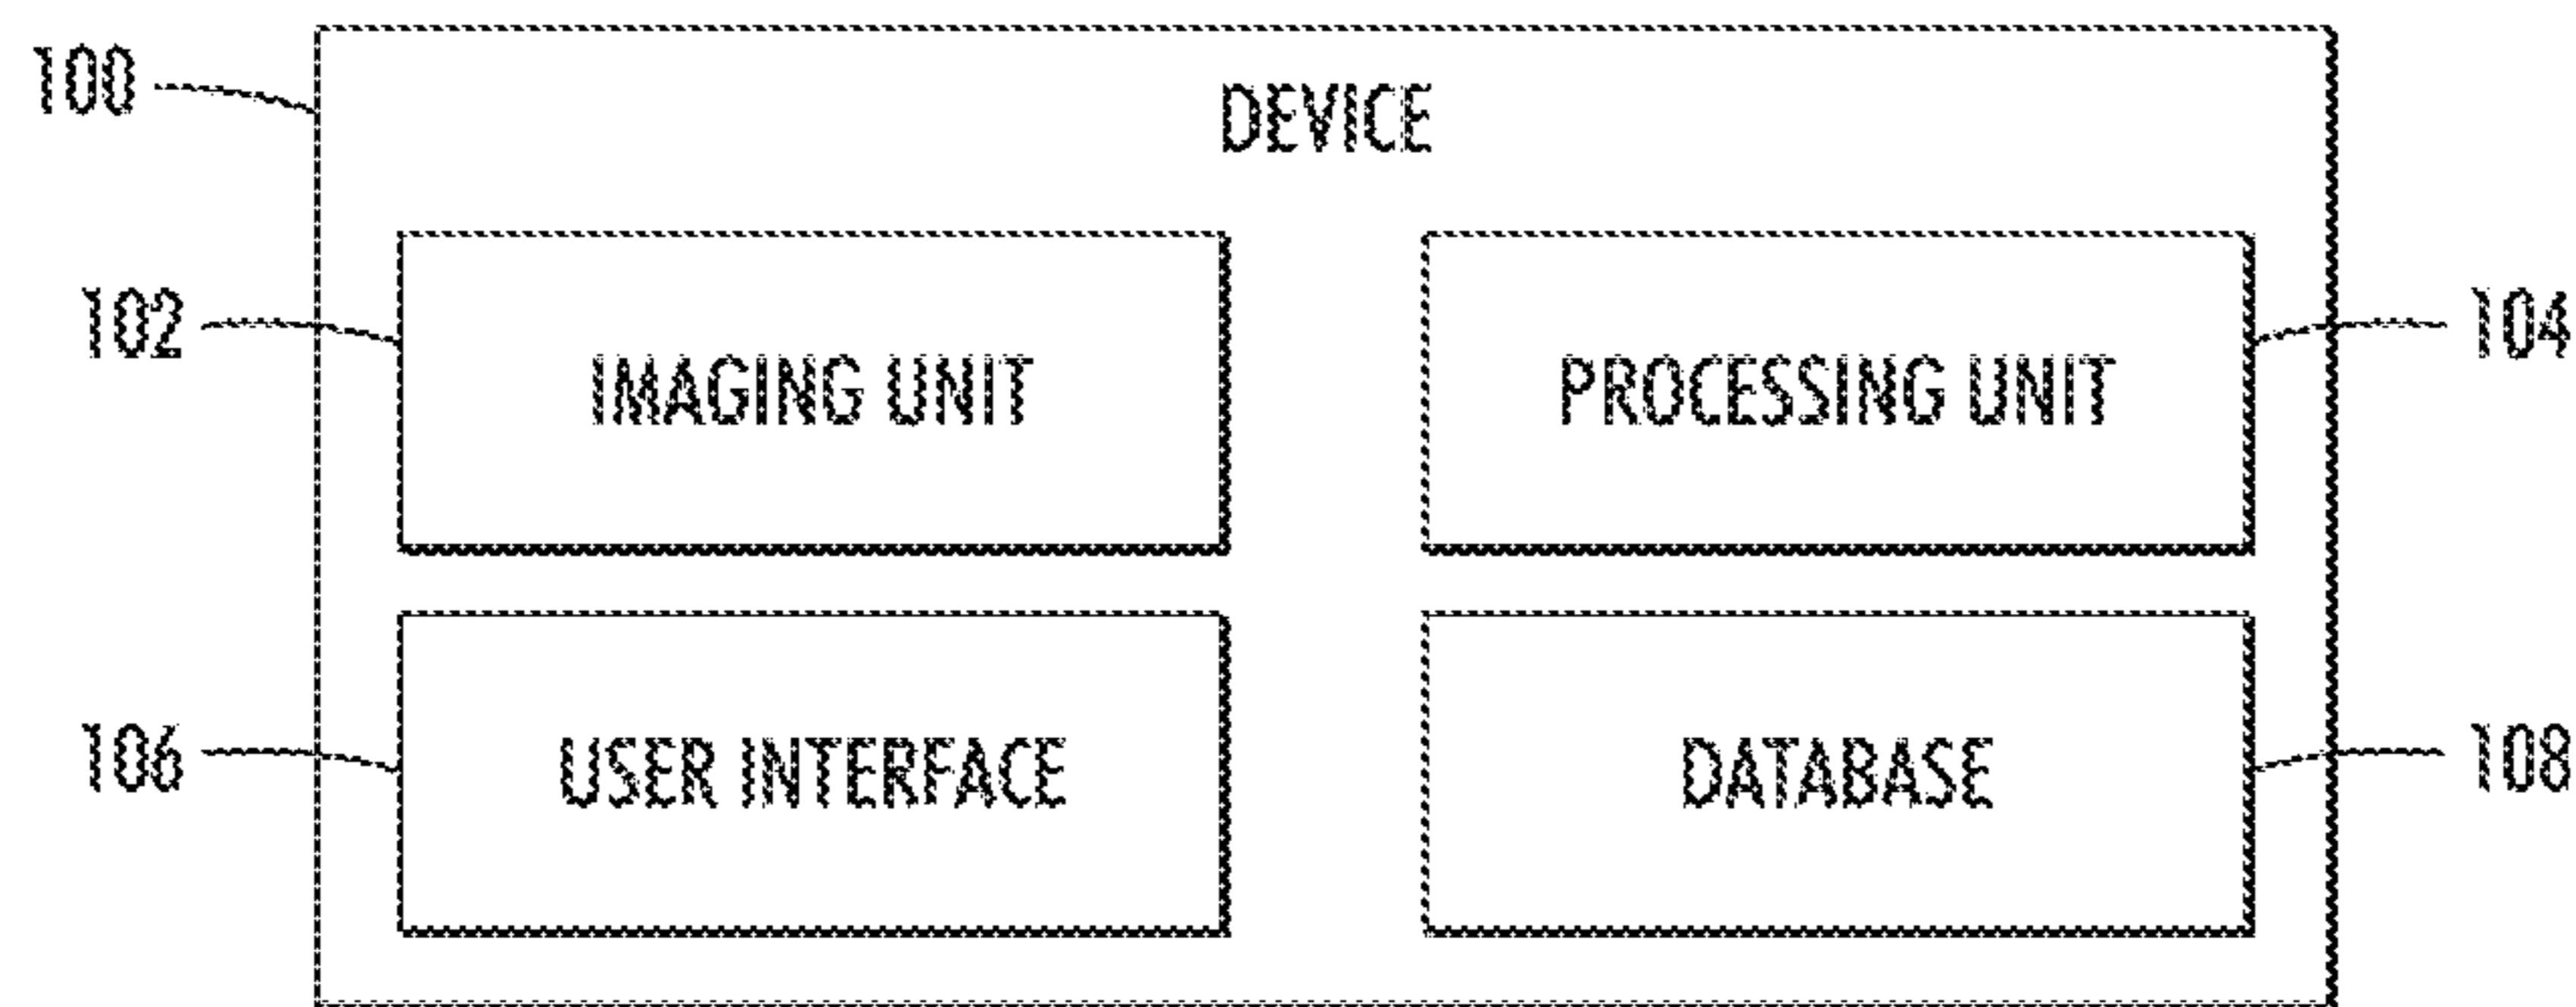 100
DEVICE
102
IMAGING UNIT
PROCESSING UNIT
104
106
USER INTERFACE
DATABASE
108